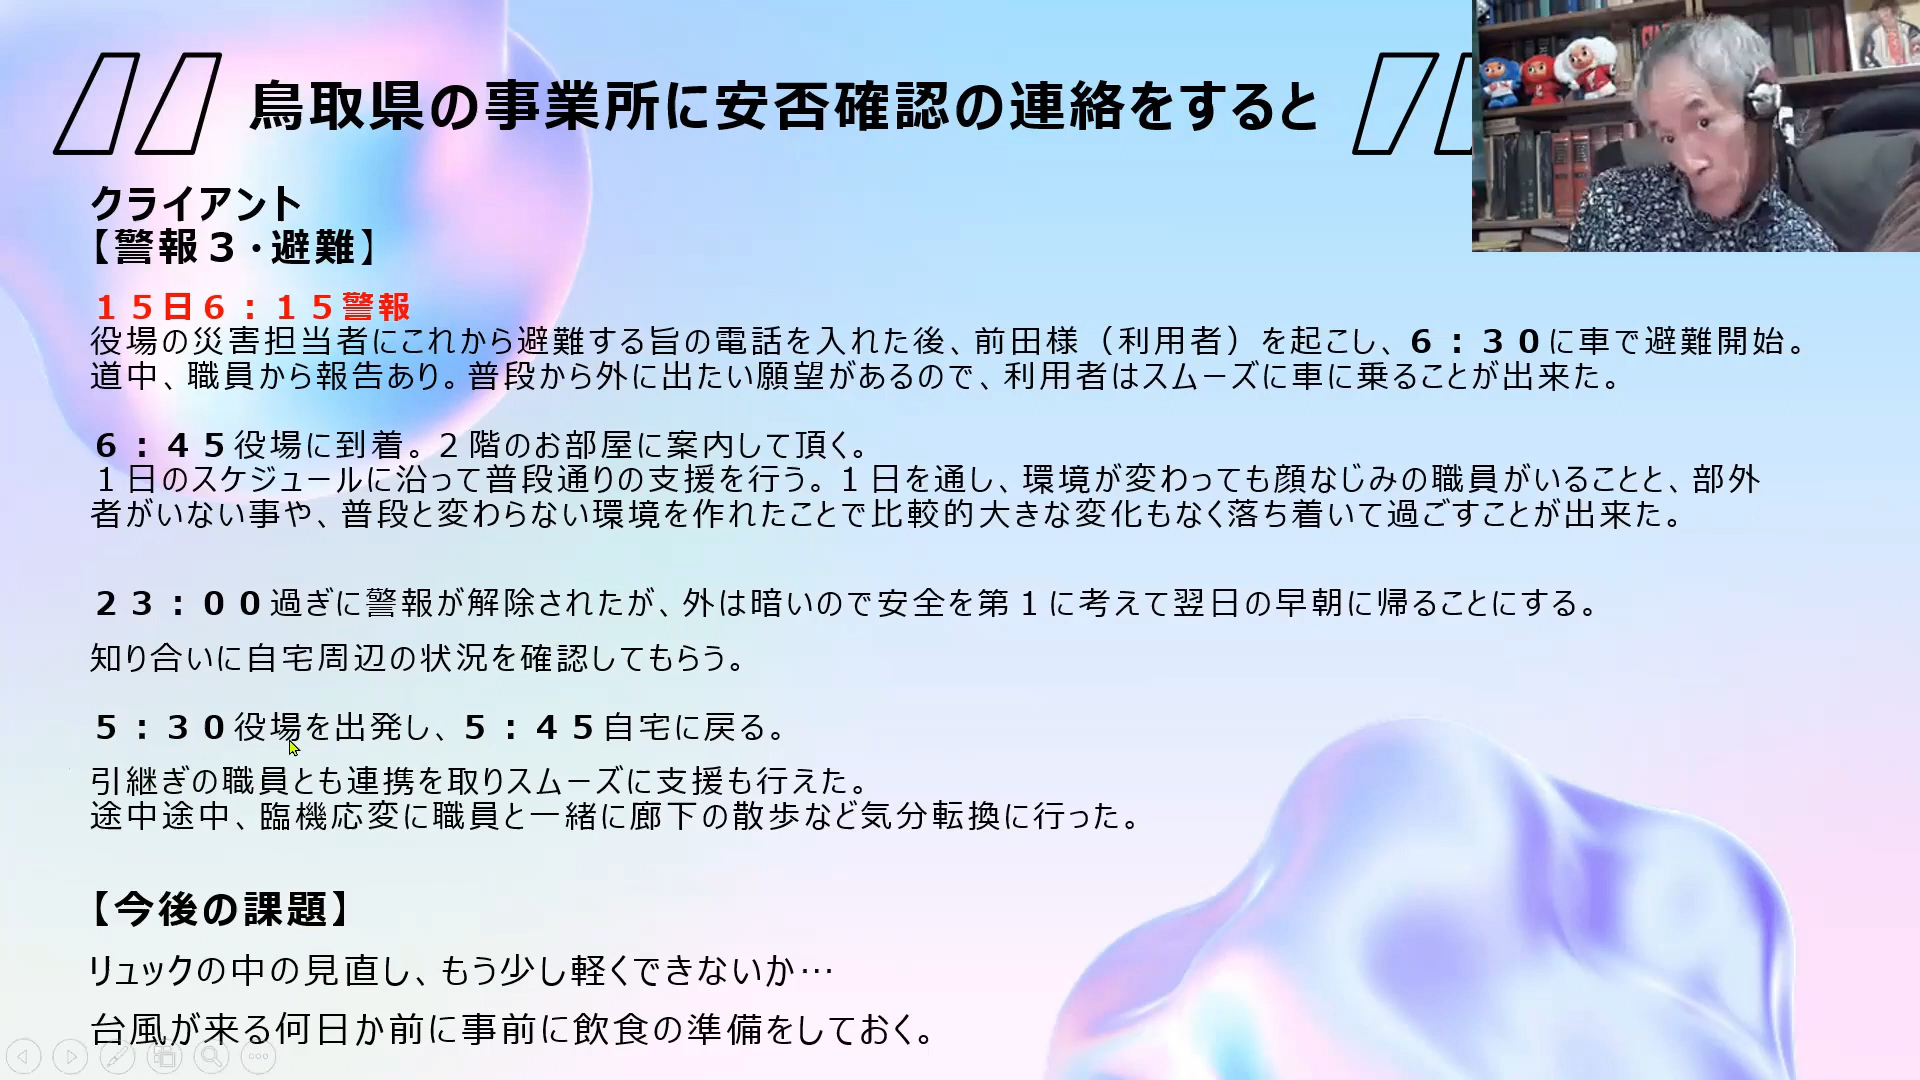 鳥取県の事業所に安否確認の連絡をすると
クライアント
【警報３・避難】
１５日６：１５警報
役場の災害担当者にこれから避難する旨の電話を入れた後、前田様（利用者）を起こし、６：３０に車で避難開始。
道中、職員から報告あり。普段から外に出たい願望があるので、利用者はスムーズに車に乗ることが出来た。
６：４５役場に到着。２階のお部屋に案内して頂く。
１日のスケジュールに沿って普段通りの支援を行う。１日を通し、環境が変わっても顔なじみの職員がいることと、部外
者がいない事や、普段と変わらない環境を作れたことで比較的大きな変化もなく落ち着いて過ごすことが出来た。
２３：００過ぎに警報が解除されたが、外は暗いので安全を第１に考えて翌日の早朝に帰ることにする。
知り合いに自宅周辺の状況を確認してもらう。
５：３０役場を出発し、５：４５自宅に戻る。
引継ぎの職員とも連携を取りスムーズに支援も行えた。
途中途中、臨機応変に職員と一緒に廊下の散歩など気分転換に行った。
【今後の課題】
リュックの中の見直し、もう少し軽くできないか…
台風が来る何日か前に事前に飲食の準備をしておく。